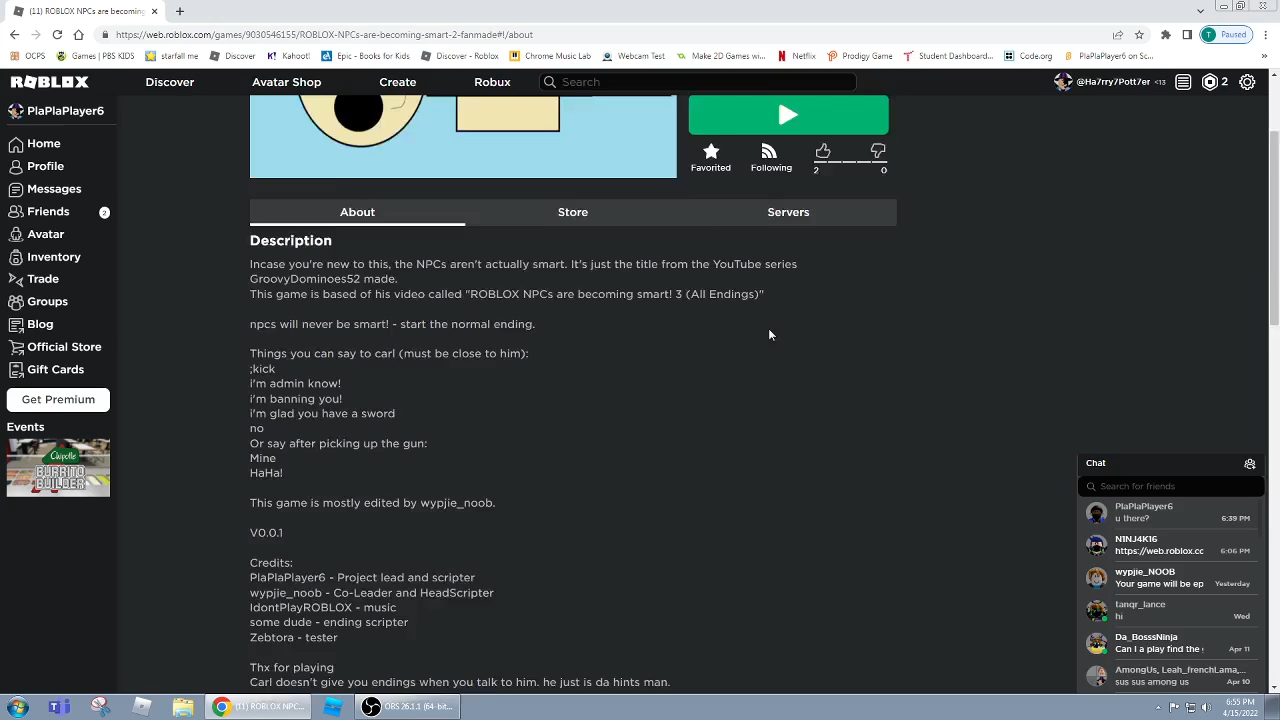 (11) ROBLOX NPCs are becoming
https://web.roblox.com/games/9030546155/ROBLOX-NPCs-are-becoming-smart-2-fanmade#!/about
T Paused
OCPS Games | PBS KIDS starfall me Discover Kahoot! Discover - Roblox Chrome Music Lab Webcam Test Make 2D Games wi... Netflix Prodigy Game Student Dashboard... Code.org PlaPlaPlayer6 on Sc...
ROBLOX Discover Avatar Shop Create Robux Search @Ha7rry7Pott7er <13 2
PlaPlaPlayer6
Home
Profile
Messages
Friends 2
Avatar
Inventory
Trade
Groups
Blog
Official Store
Gift Cards
Get Premium
Events
Chipotle
BURRITO
BUILDER
Favorited Following 2 0
About Store Servers
Description
Incase you're new to this, the NPCs aren't actually smart. It's just the title from the YouTube series
GroovyDominoes52 made.
This game is based of his video called "ROBLOX NPCs are becoming smart! 3 (All Endings)"
npcs will never be smart! - start the normal ending.
Things you can say to carl (must be close to him):
;kick
i'm admin know!
i'm banning you!
i'm glad you have a sword
no
Or say after picking up the gun:
Mine
HaHa!
This game is mostly edited by wypjie_noob.
V0.0.1
Credits:
PlaPlaPlayer6 - Project lead and scripter
wypjie_noob - Co-Leader and HeadScripter
IdontPlayROBLOX - music
some dude - ending scripter
Zebtora - tester
Thx for playing
Carl doesn't give you endings when you talk to him. he just is da hints man.
Chat
Search for friends
PlaPlaPlayer6
u there? 6:39 PM
N1NJ4K16
https://web.roblox.cc 6:06 PM
wypjie_NOOB
Your game will be ep Yesterday
tanqr_lance
hi Wed
Da_BosssNinja
Can I a play find the Apr 11
AmongUs, Leah_frenchLama,...
sus sus among us Apr 10
(11) ROBLOX NPC... OBS 26.1.1 (64-bit... 6:55 PM
4/15/2022